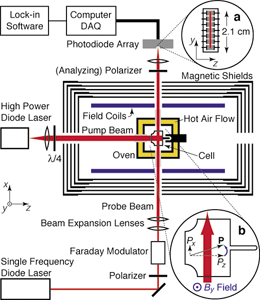 Lock-in
Software
Computer
DAQ
Photodiode Array
a
2.1 cm
y
z
(Analyzing) Polarizer
Magnetic Shields
High Power
Diode Laser
Field Coils
Hot Air Flow
Pump Beam
λ/4
Oven
Cell
x
y
z
Probe Beam
Beam Expansion Lenses
b
Px
P
Pz
By Field
Faraday Modulator
Single Frequency
Diode Laser
Polarizer